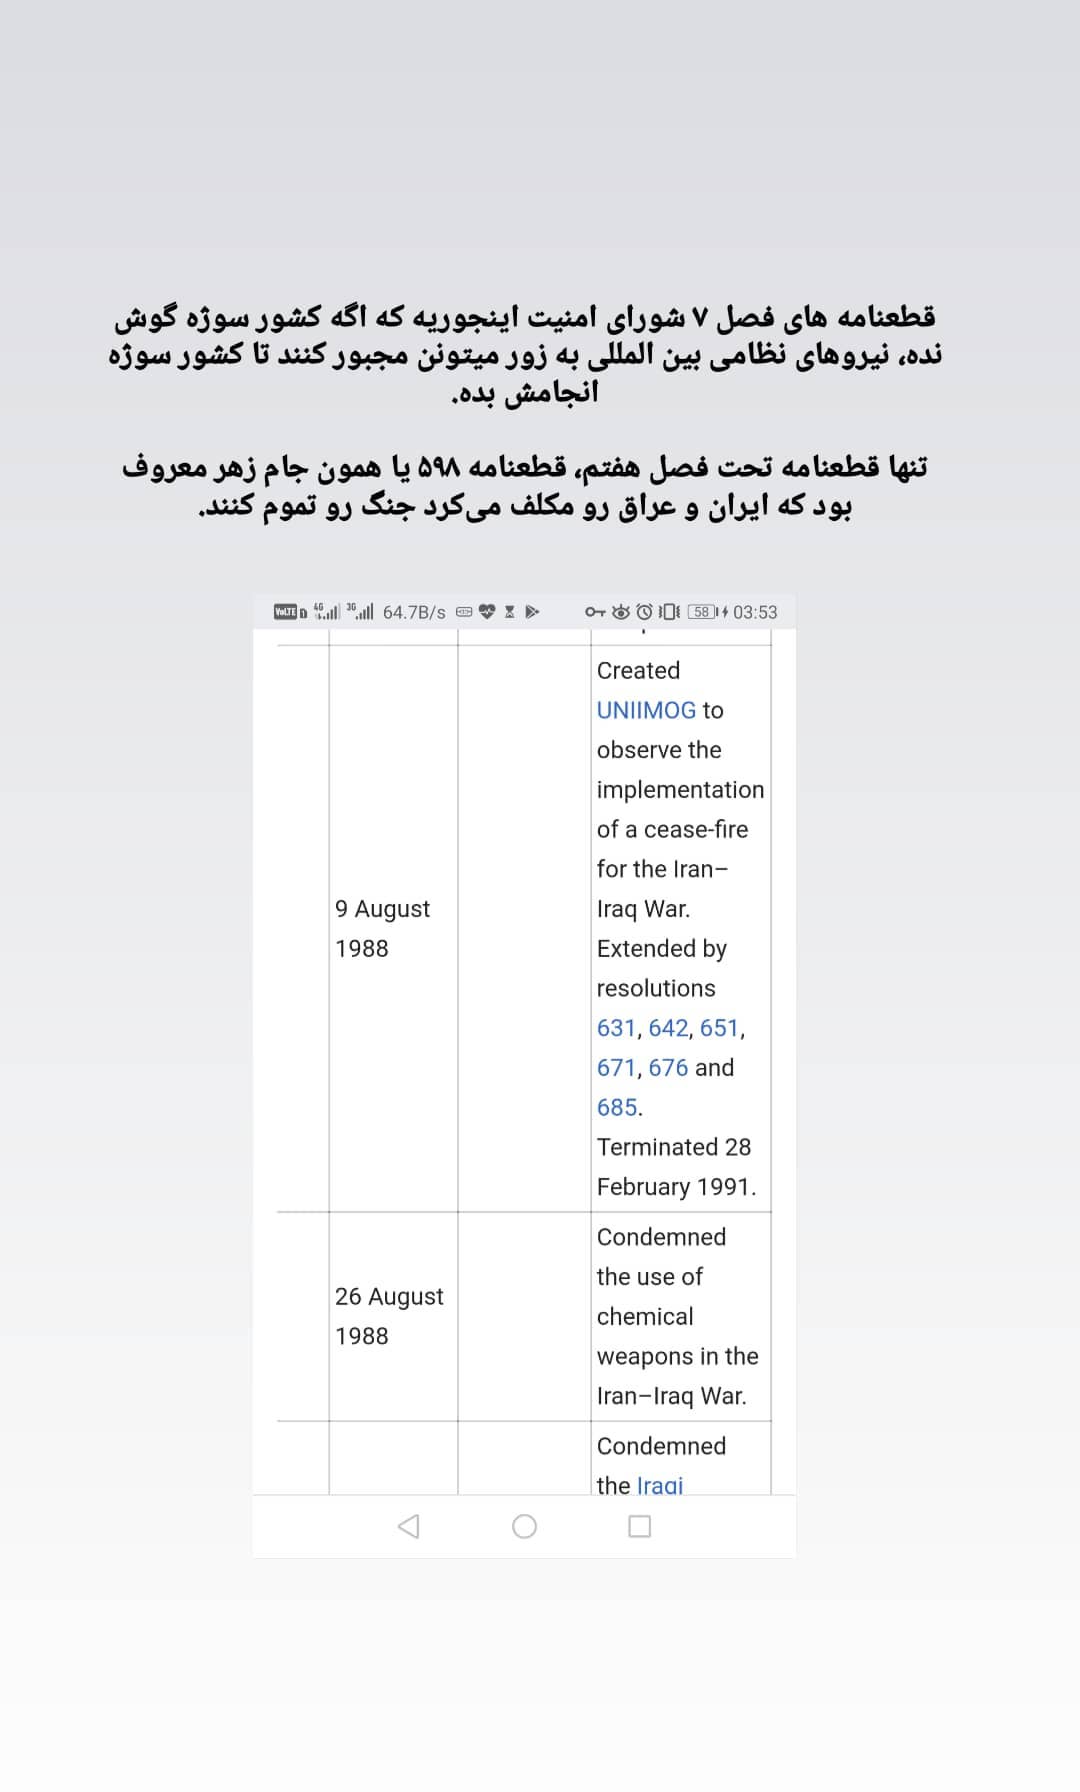 قطعنامه های فصل ۷ شورای امنیت اینجوریه که اگه کشور سوژه گوش
نده، نیروهای نظامی بین المللی به زور میتونن مجبور کنند تا کشور سوژه
انجامش بده.
تنها قطعنامه تحت فصل هفتم، قطعنامه ۵۹۸ یا همون جام زهر معروف
بود که ایران و عراق رو مکلف می‌کرد جنگ رو تموم کنند.
VoLTE 4G 3G 64.7B/s 58 03:53
Created
UNIIMOG to
observe the
implementation
of a cease-fire
for the Iran–
9 August
Iraq War.
1988
Extended by
resolutions
631, 642, 651,
671, 676 and
685.
Terminated 28
February 1991.
Condemned
the use of
26 August
chemical
1988
weapons in the
Iran–Iraq War.
Condemned
the Iraqi